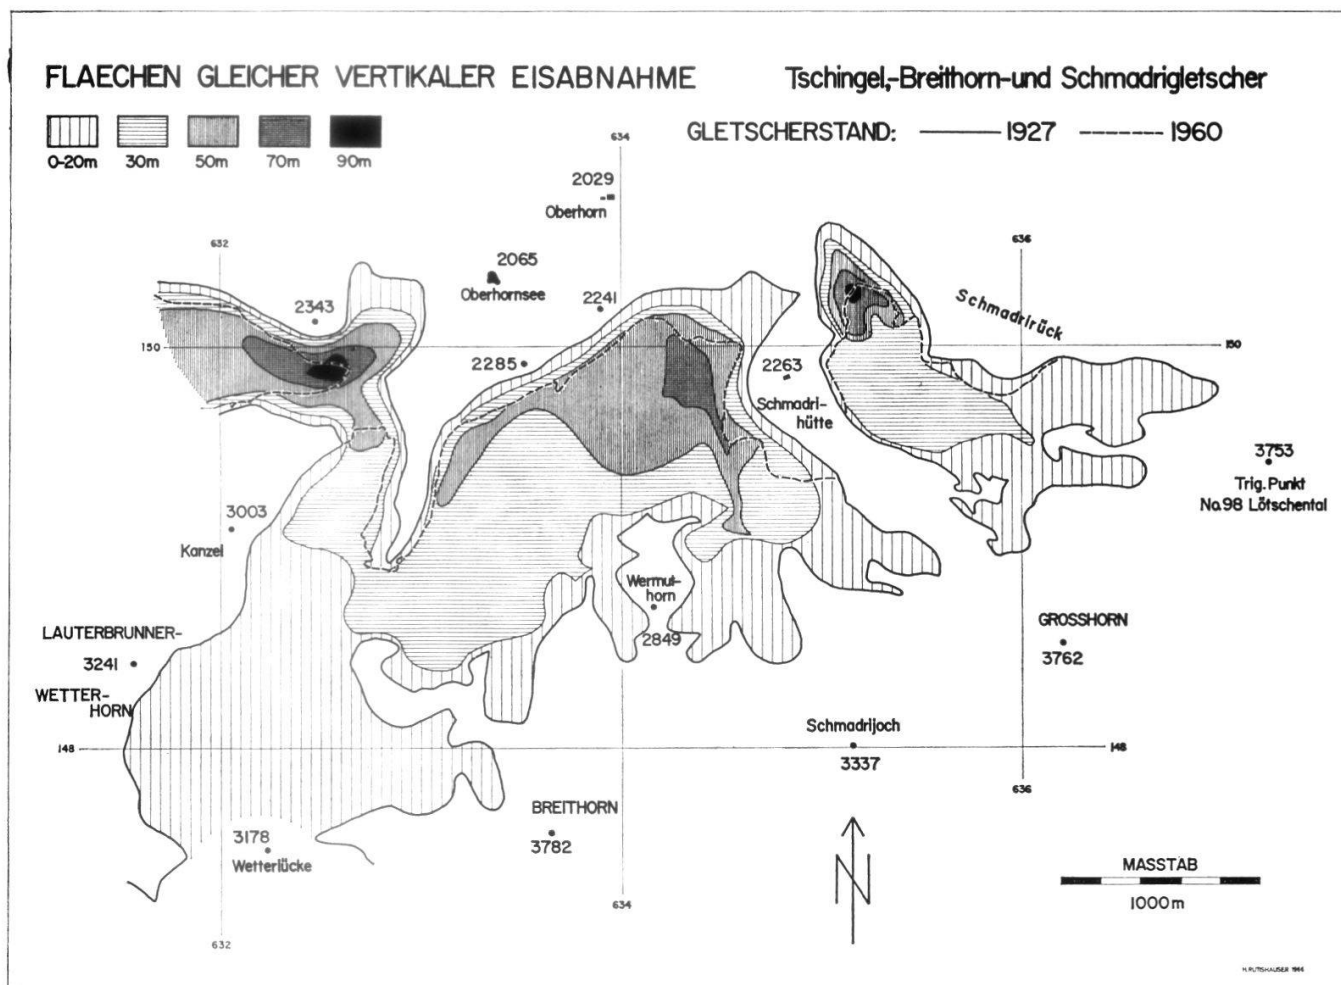 FLAECHEN GLEICHER VERTIKALER EISABNAHME
Tschingel,-Breithorn-und Schmadrigletscher
0-20m 30m 50m 70m 90m
GLETSCHERSTAND: 1927 1960
634
2029
Oberhorn
632
636
2065
Oberhornsee
2343
2241
Schmadrirück
150
150
2285
2263
Schmadri-
hütte
3753
Trig. Punkt
No.98 Lötschental
3003
Kanzel
Wermut-
horn
2849
LAUTERBRUNNER-
3241
WETTER-
HORN
GROSSHORN
3762
Schmadrijoch
148
148
3337
636
BREITHORN
3782
3178
Wetterlücke
N
MASSTAB
1000m
634
632
H. RUTISHAUSER 1966